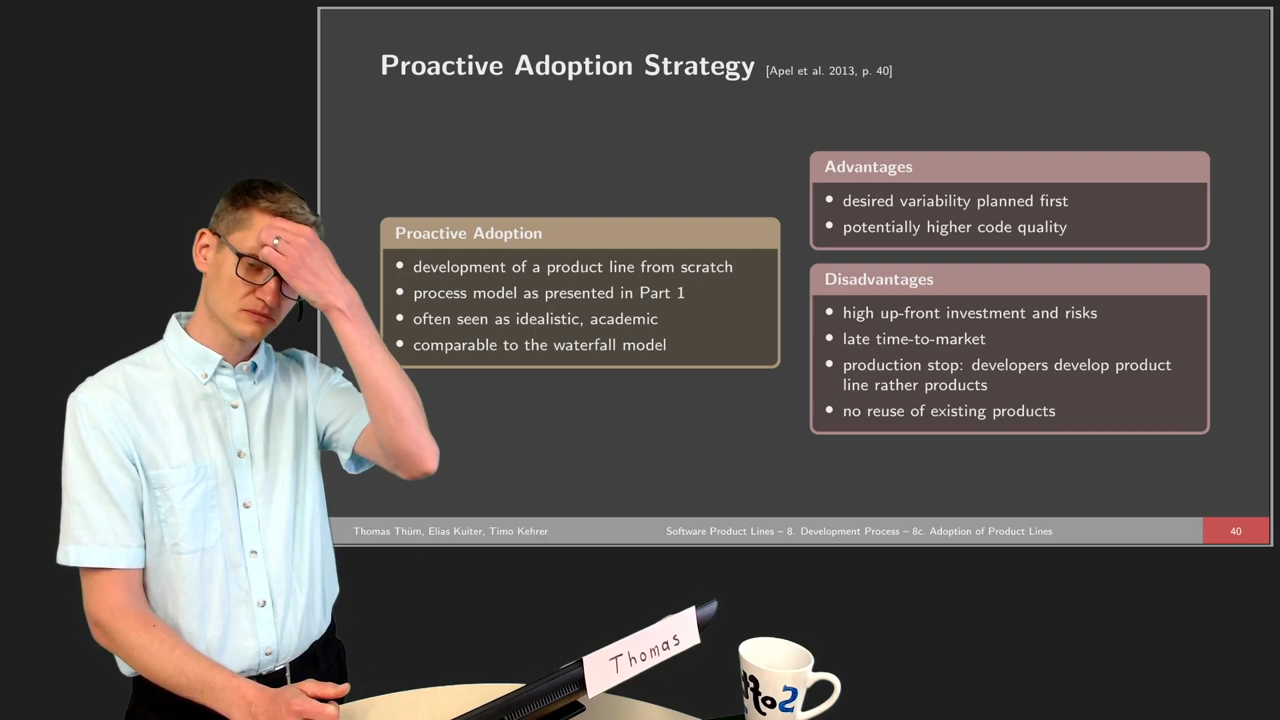 Proactive Adoption Strategy [Apel et al. 2013, p. 40]
Proactive Adoption
• development of a product line from scratch
• process model as presented in Part 1
• often seen as idealistic, academic
• comparable to the waterfall model
Advantages
• desired variability planned first
• potentially higher code quality
Disadvantages
• high up-front investment and risks
• late time-to-market
• production stop: developers develop product
line rather products
• no reuse of existing products
Thomas Thüm, Elias Kuiter, Timo Kehrer
Software Product Lines – 8. Development Process – 8c. Adoption of Product Lines
40
Thomas